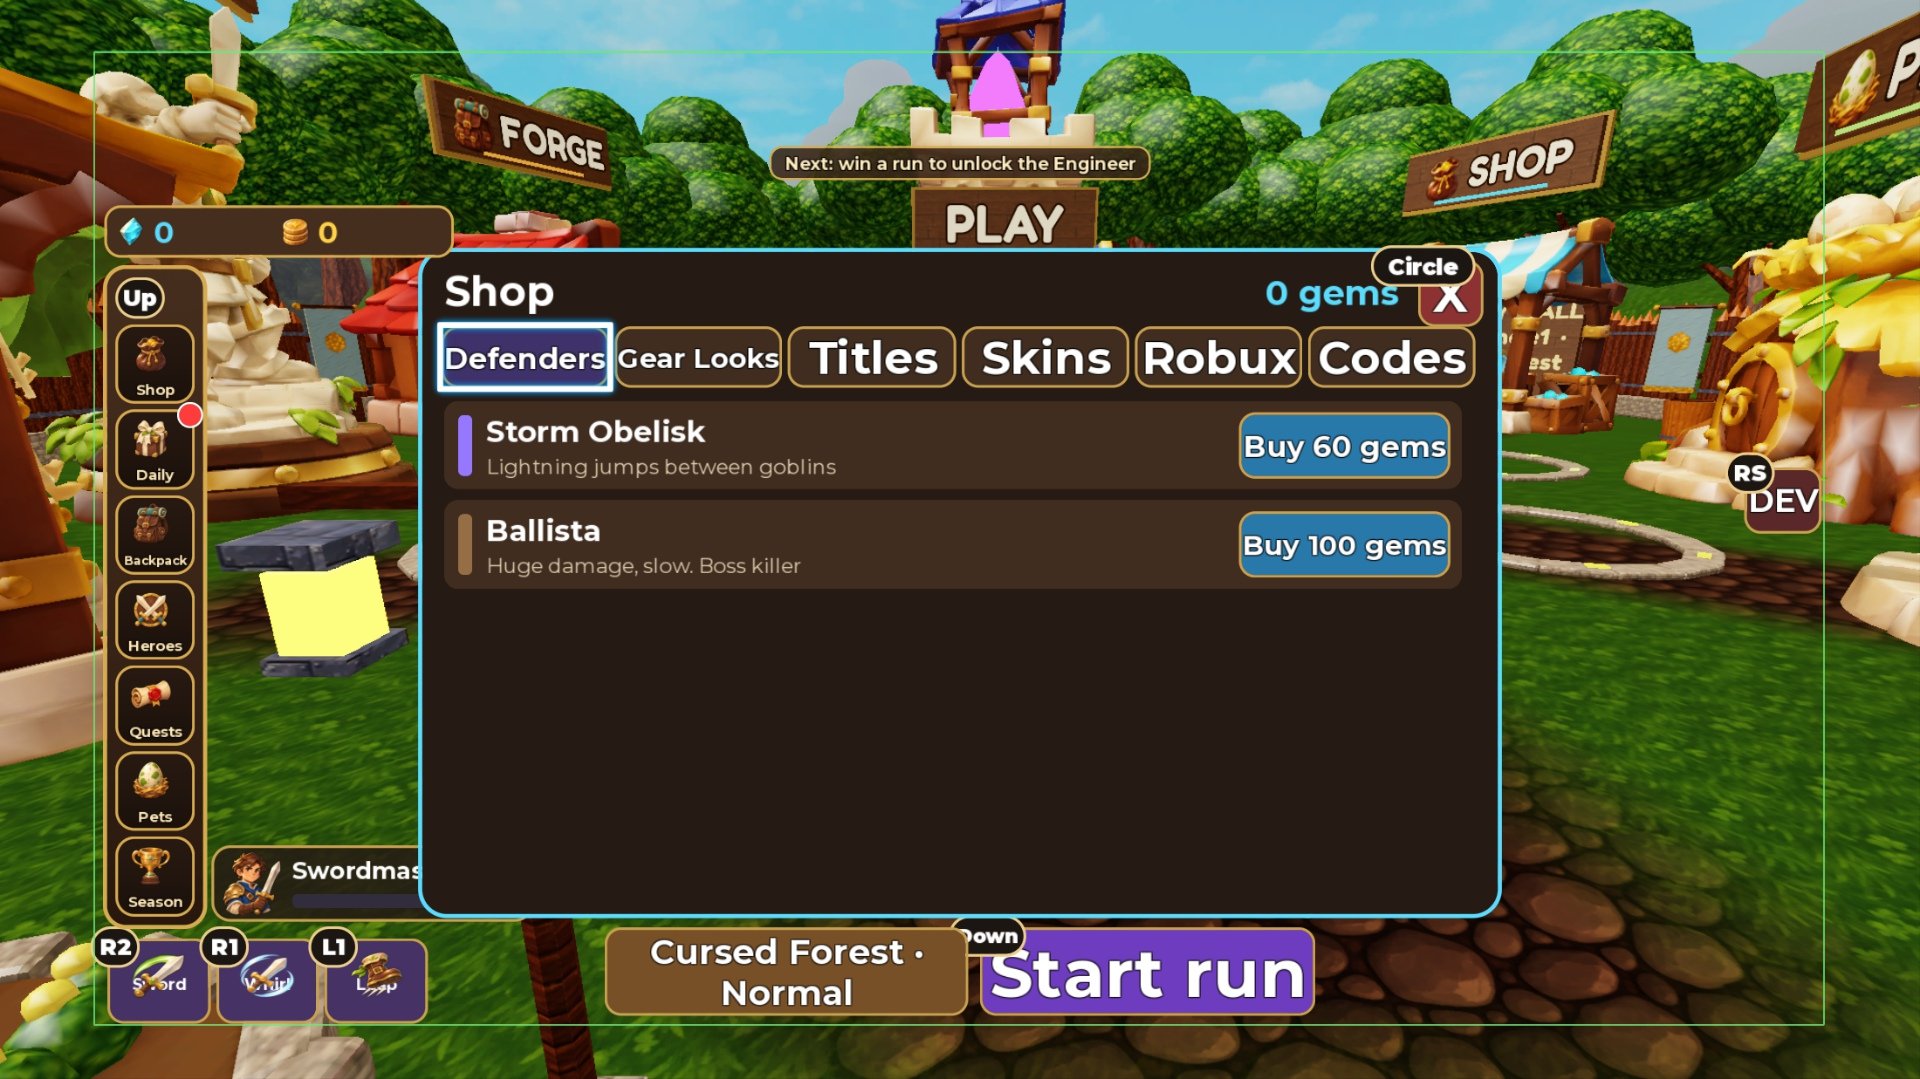 FORGE
Next: win a run to unlock the Engineer
SHOP
P
PLAY
0
0
Up
Shop
Daily
Backpack
Heroes
Quests
Pets
Season
Shop
0 gems
Circle
X
Defenders
Gear Looks
Titles
Skins
Robux
Codes
Storm Obelisk
Lightning jumps between goblins
Buy 60 gems
Ballista
Huge damage, slow. Boss killer
Buy 100 gems
RS
DEV
Swordmas
R2
R1
L1
Sword
Whirl
Leap
Cursed Forest ·
Normal
Down
Start run